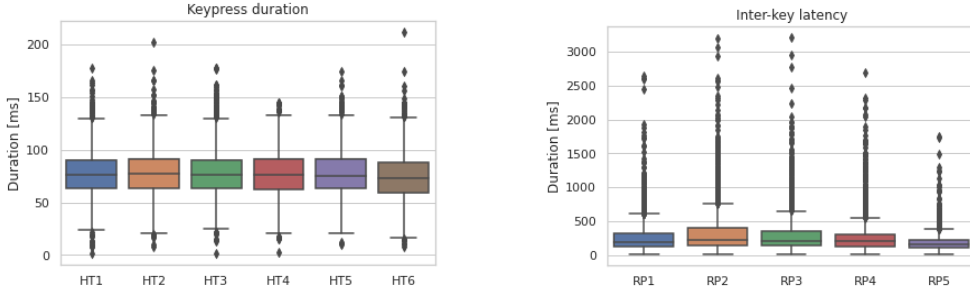 Keypress duration
Duration [ms]
200
150
100
50
0
HT1 HT2 HT3 HT4 HT5 HT6
Inter-key latency
Duration [ms]
3000
2500
2000
1500
1000
500
0
RP1 RP2 RP3 RP4 RP5